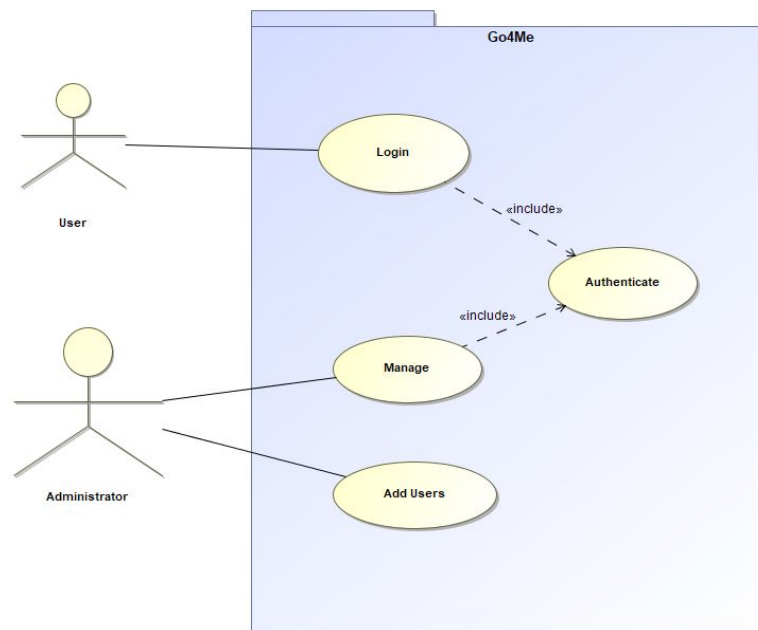 Go4Me
Login
User
«include»
Authenticate
«include»
Manage
Add Users
Administrator